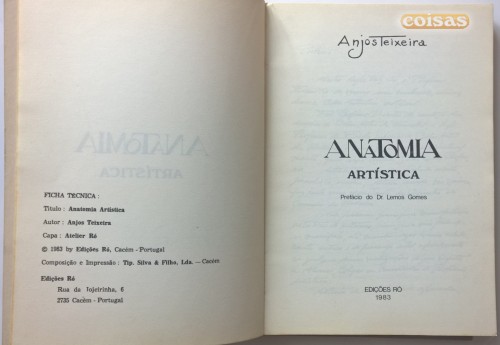 FICHA TECNICA :
Título : Anatomia Artística
Autor : Anjos Teixeira
Capa : Atelier Ró
© 1983 by Edições Ró, Cacém - Portugal
Composição e Impressão : Tip. Silva & Filho, Lda. — Cacém
Edições Ró
Rua da Tojeirinha, 6
2735 Cacém - Portugal
coisas
Anjos Teixeira
ANATOMIA
ARTÍSTICA
Prefácio do Dr Lemos Gomes
EDIÇÕES RÓ
1983